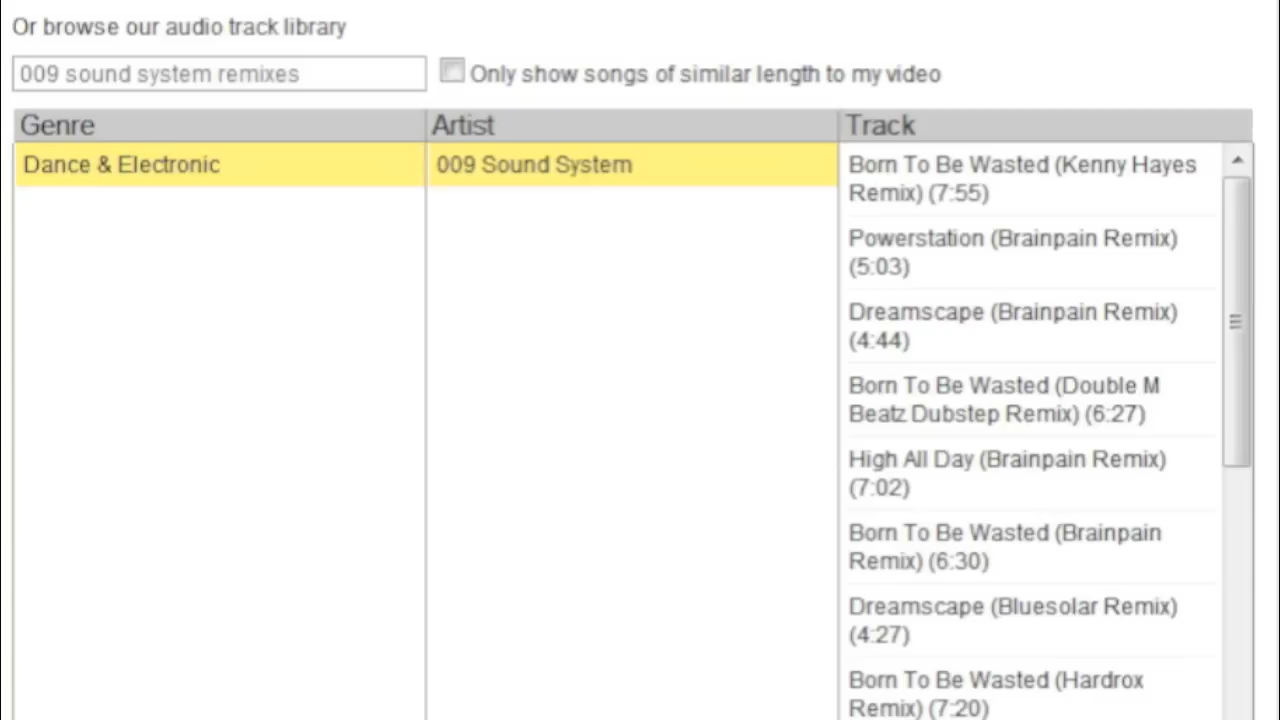 Or browse our audio track library
009 sound system remixes
Only show songs of similar length to my video
Genre
Artist
Track
Dance & Electronic
009 Sound System
Born To Be Wasted (Kenny Hayes
Remix) (7:55)
Powerstation (Brainpain Remix)
(5:03)
Dreamscape (Brainpain Remix)
(4:44)
Born To Be Wasted (Double M
Beatz Dubstep Remix) (6:27)
High All Day (Brainpain Remix)
(7:02)
Born To Be Wasted (Brainpain
Remix) (6:30)
Dreamscape (Bluesolar Remix)
(4:27)
Born To Be Wasted (Hardrox
Remix) (7:20)